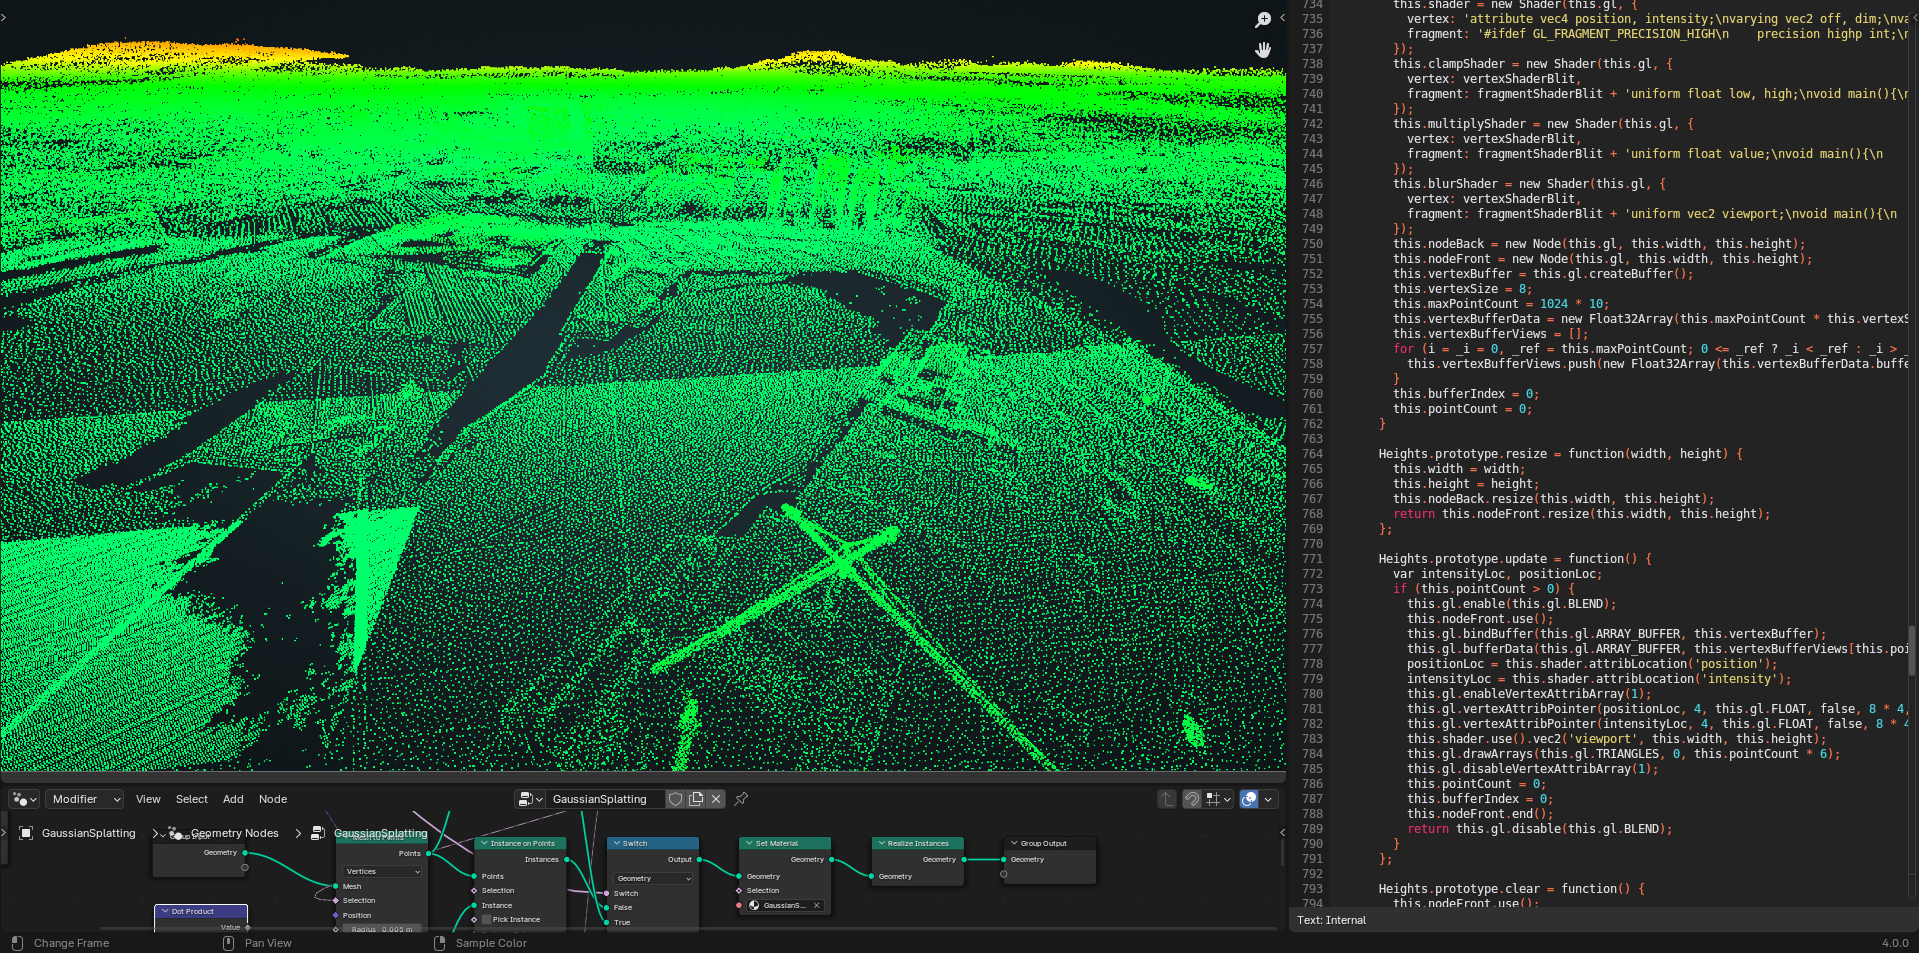 734 this.shader = new Shader(this.gl, {
735 vertex: 'attribute vec4 position, intensity;\nvarying vec2 off, dim;\nva
736 fragment: '#ifdef GL_FRAGMENT_PRECISION_HIGH\n    precision highp int;\n
737 });
738 this.clampShader = new Shader(this.gl, {
739 vertex: vertexShaderBlit,
740 fragment: fragmentShaderBlit + 'uniform float low, high;\nvoid main(){\n
741 });
742 this.multiplyShader = new Shader(this.gl, {
743 vertex: vertexShaderBlit,
744 fragment: fragmentShaderBlit + 'uniform float value;\nvoid main(){\n
745 });
746 this.blurShader = new Shader(this.gl, {
747 vertex: vertexShaderBlit,
748 fragment: fragmentShaderBlit + 'uniform vec2 viewport;\nvoid main(){\n
749 });
750 this.nodeBack = new Node(this.gl, this.width, this.height);
751 this.nodeFront = new Node(this.gl, this.width, this.height);
752 this.vertexBuffer = this.gl.createBuffer();
753 this.vertexSize = 8;
754 this.maxPointCount = 1024 * 10;
755 this.vertexBufferData = new Float32Array(this.maxPointCount * this.vertexS
756 this.vertexBufferViews = [];
757 for (i = _i = 0, _ref = this.maxPointCount; 0 <= _ref ? _i < _ref : _i > _
758 this.vertexBufferViews.push(new Float32Array(this.vertexBufferData.buffe
759 }
760 this.bufferIndex = 0;
761 this.pointCount = 0;
762 }
763
764 Heights.prototype.resize = function(width, height) {
765 this.width = width;
766 this.height = height;
767 this.nodeBack.resize(this.width, this.height);
768 return this.nodeFront.resize(this.width, this.height);
769 };
770
771 Heights.prototype.update = function() {
772 var intensityLoc, positionLoc;
773 if (this.pointCount > 0) {
774 this.gl.enable(this.gl.BLEND);
775 this.nodeFront.use();
776 this.gl.bindBuffer(this.gl.ARRAY_BUFFER, this.vertexBuffer);
777 this.gl.bufferData(this.gl.ARRAY_BUFFER, this.vertexBufferViews[this.poi
778 positionLoc = this.shader.attribLocation('position');
779 intensityLoc = this.shader.attribLocation('intensity');
780 this.gl.enableVertexAttribArray(1);
781 this.gl.vertexAttribPointer(positionLoc, 4, this.gl.FLOAT, false, 8 * 4,
782 this.gl.vertexAttribPointer(intensityLoc, 4, this.gl.FLOAT, false, 8 * 4
783 this.shader.use().vec2('viewport', this.width, this.height);
784 this.gl.drawArrays(this.gl.TRIANGLES, 0, this.pointCount * 6);
785 this.gl.disableVertexAttribArray(1);
786 this.pointCount = 0;
787 this.bufferIndex = 0;
788 this.nodeFront.end();
789 return this.gl.disable(this.gl.BLEND);
790 }
791 };
792
793 Heights.prototype.clear = function() {
this.nodeFront.use();
Text: Internal
Modifier View Select Add Node GaussianSplatting
GaussianSplatting > Geometry Nodes > GaussianSplatting
Group Input
Geometry
Dot Product
Value
Mesh to Points
Points
Vertices
Mesh
Selection
Position
Radius 0.005 m
Instance on Points
Instances
Points
Selection
Instance
Pick Instance
Switch
Output
Geometry
Switch
False
True
Set Material
Geometry
Geometry
Selection
GaussianS...
Realize Instances
Geometry
Geometry
Group Output
Geometry
Change Frame Pan View Sample Color 4.0.0